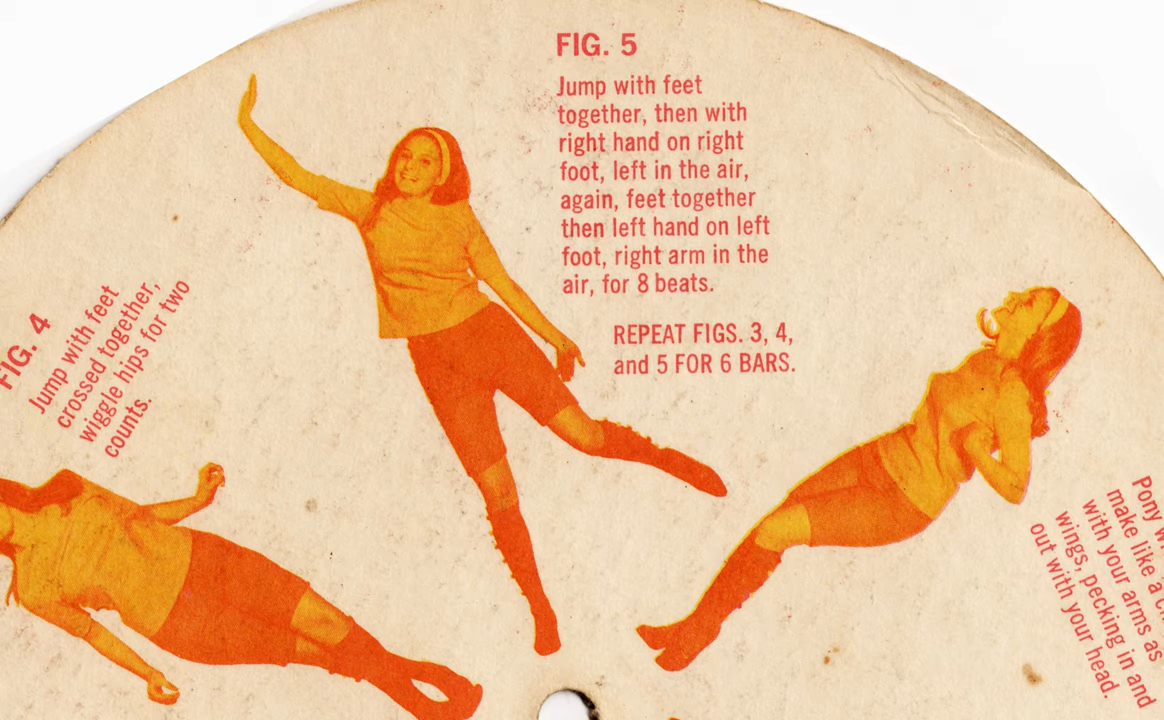 FIG. 5
Jump with feet
together, then with
right hand on right
foot, left in the air,
again, feet together
then left hand on left
foot, right arm in the
air, for 8 beats.
REPEAT FIGS. 3, 4,
and 5 FOR 6 BARS.
FIG. 4
Jump with feet
crossed together,
wiggle hips for two
counts.
Pony
make like a
with your arms as
wings, pecking in and
out with your head.